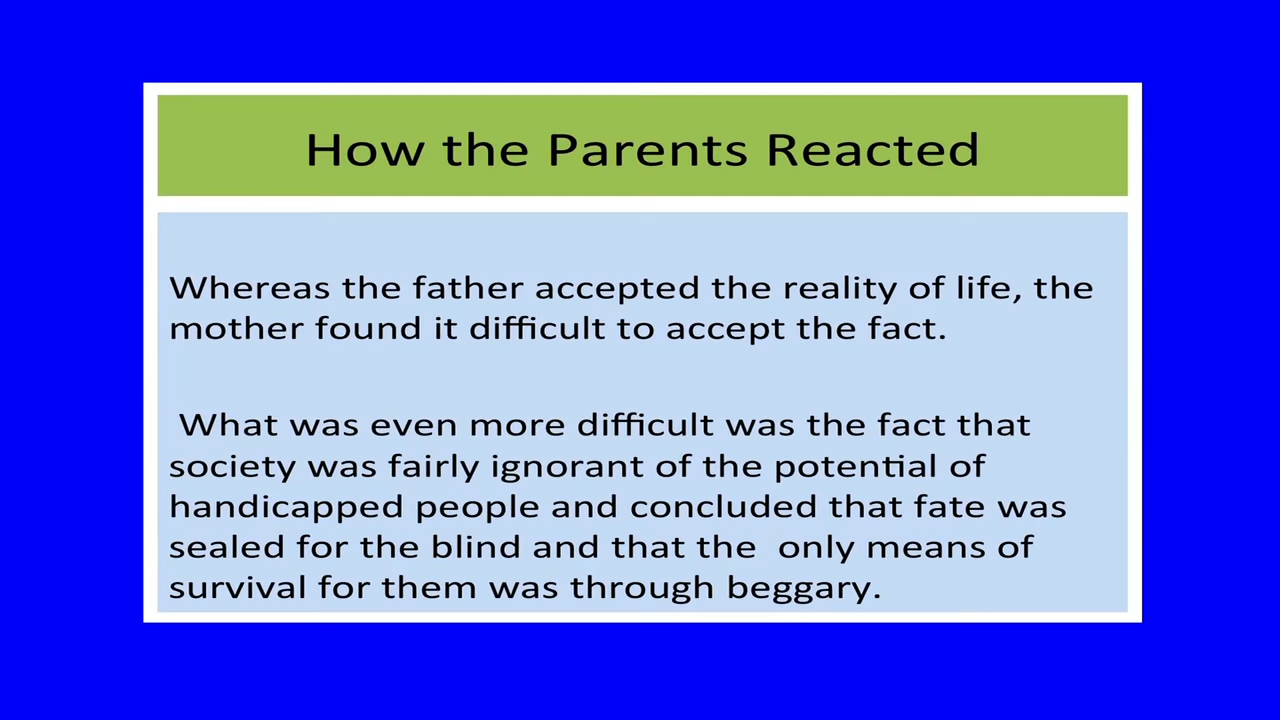 How the Parents Reacted
Whereas the father accepted the reality of life, the
mother found it difficult to accept the fact.
What was even more difficult was the fact that
society was fairly ignorant of the potential of
handicapped people and concluded that fate was
sealed for the blind and that the  only means of
survival for them was through beggary.